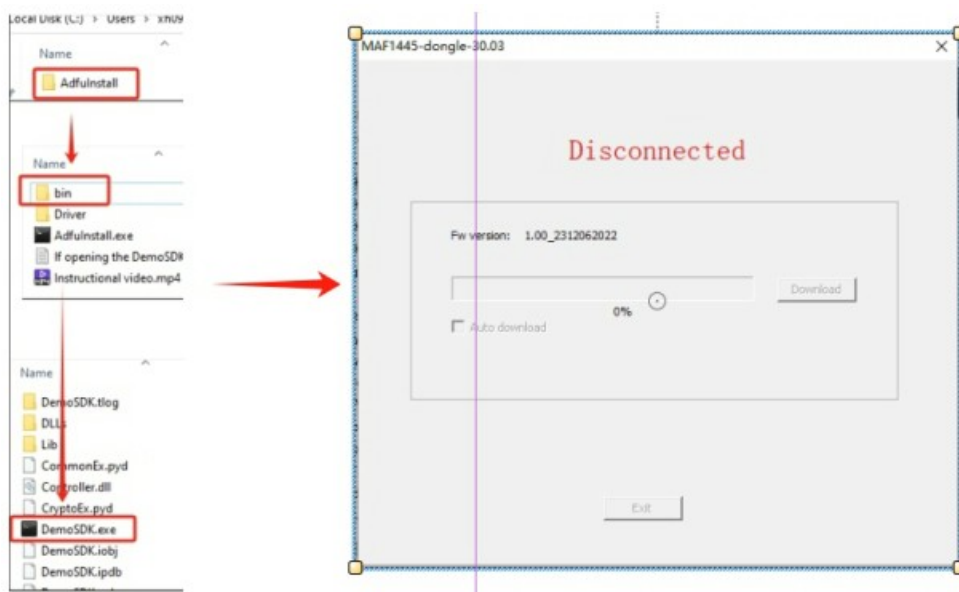 Local Disk (C:) > Users > xh09
Name
AdfuInstall
Name
bin
Driver
AdfuInstall.exe
If opening the DemoSDK
Instructional video.mp4
Name
DemoSDK.tlog
DLLs
Lib
CommonEx.pyd
Controller.dll
CryptoEx.pyd
DemoSDK.exe
DemoSDK.iobj
DemoSDK.ipdb
MAF1445-dongle-30.03
Disconnected
Fw version: 1.00_2312062022
Download
0%
Auto download
Exit